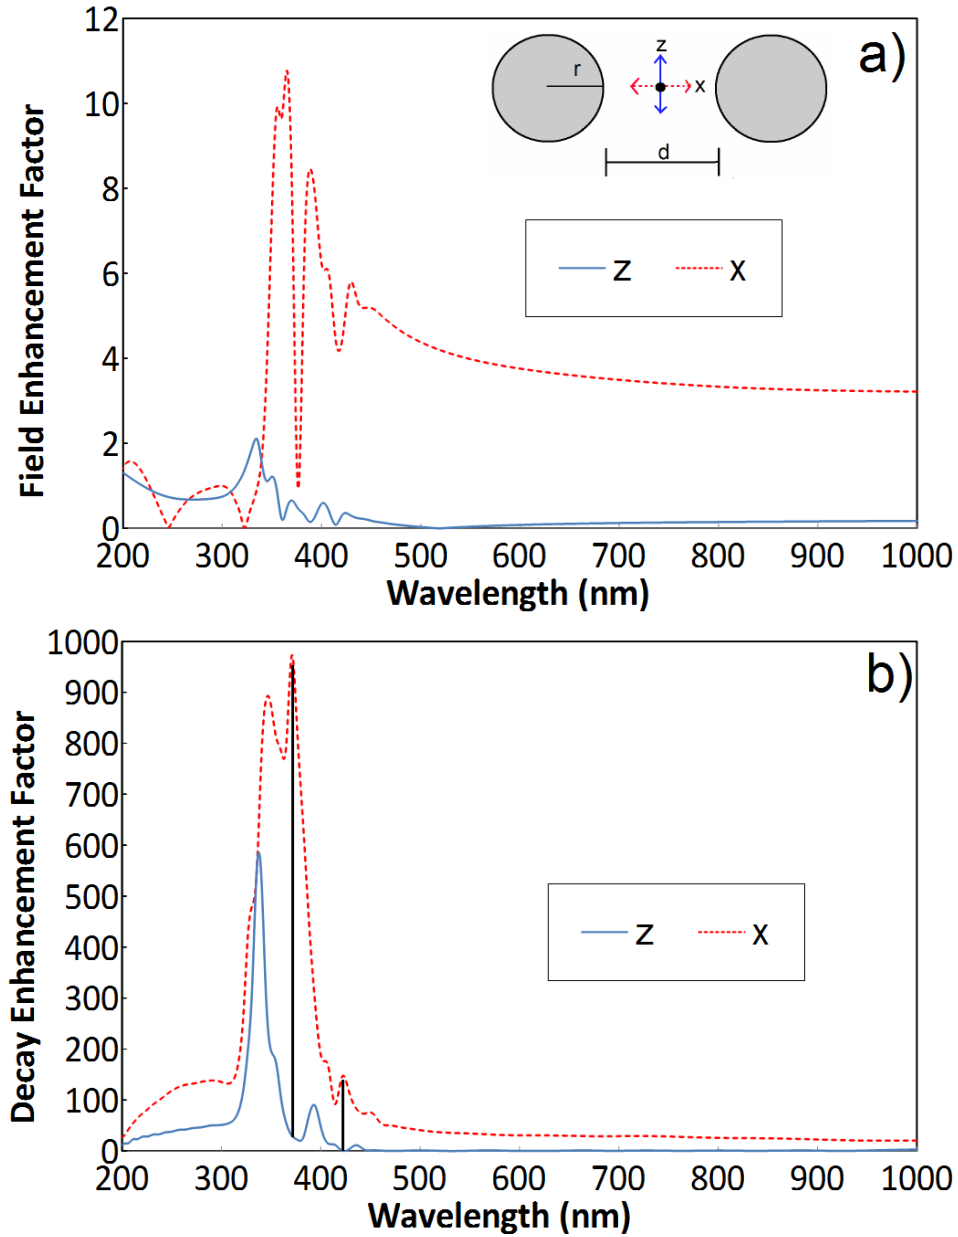 a)
z
r
x
d
Z X
Field Enhancement Factor
12
10
8
6
4
2
0
200 300 400 500 600 700 800 900 1000
Wavelength (nm)
b)
Z X
Decay Enhancement Factor
1000
900
800
700
600
500
400
300
200
100
0
200 300 400 500 600 700 800 900 1000
Wavelength (nm)